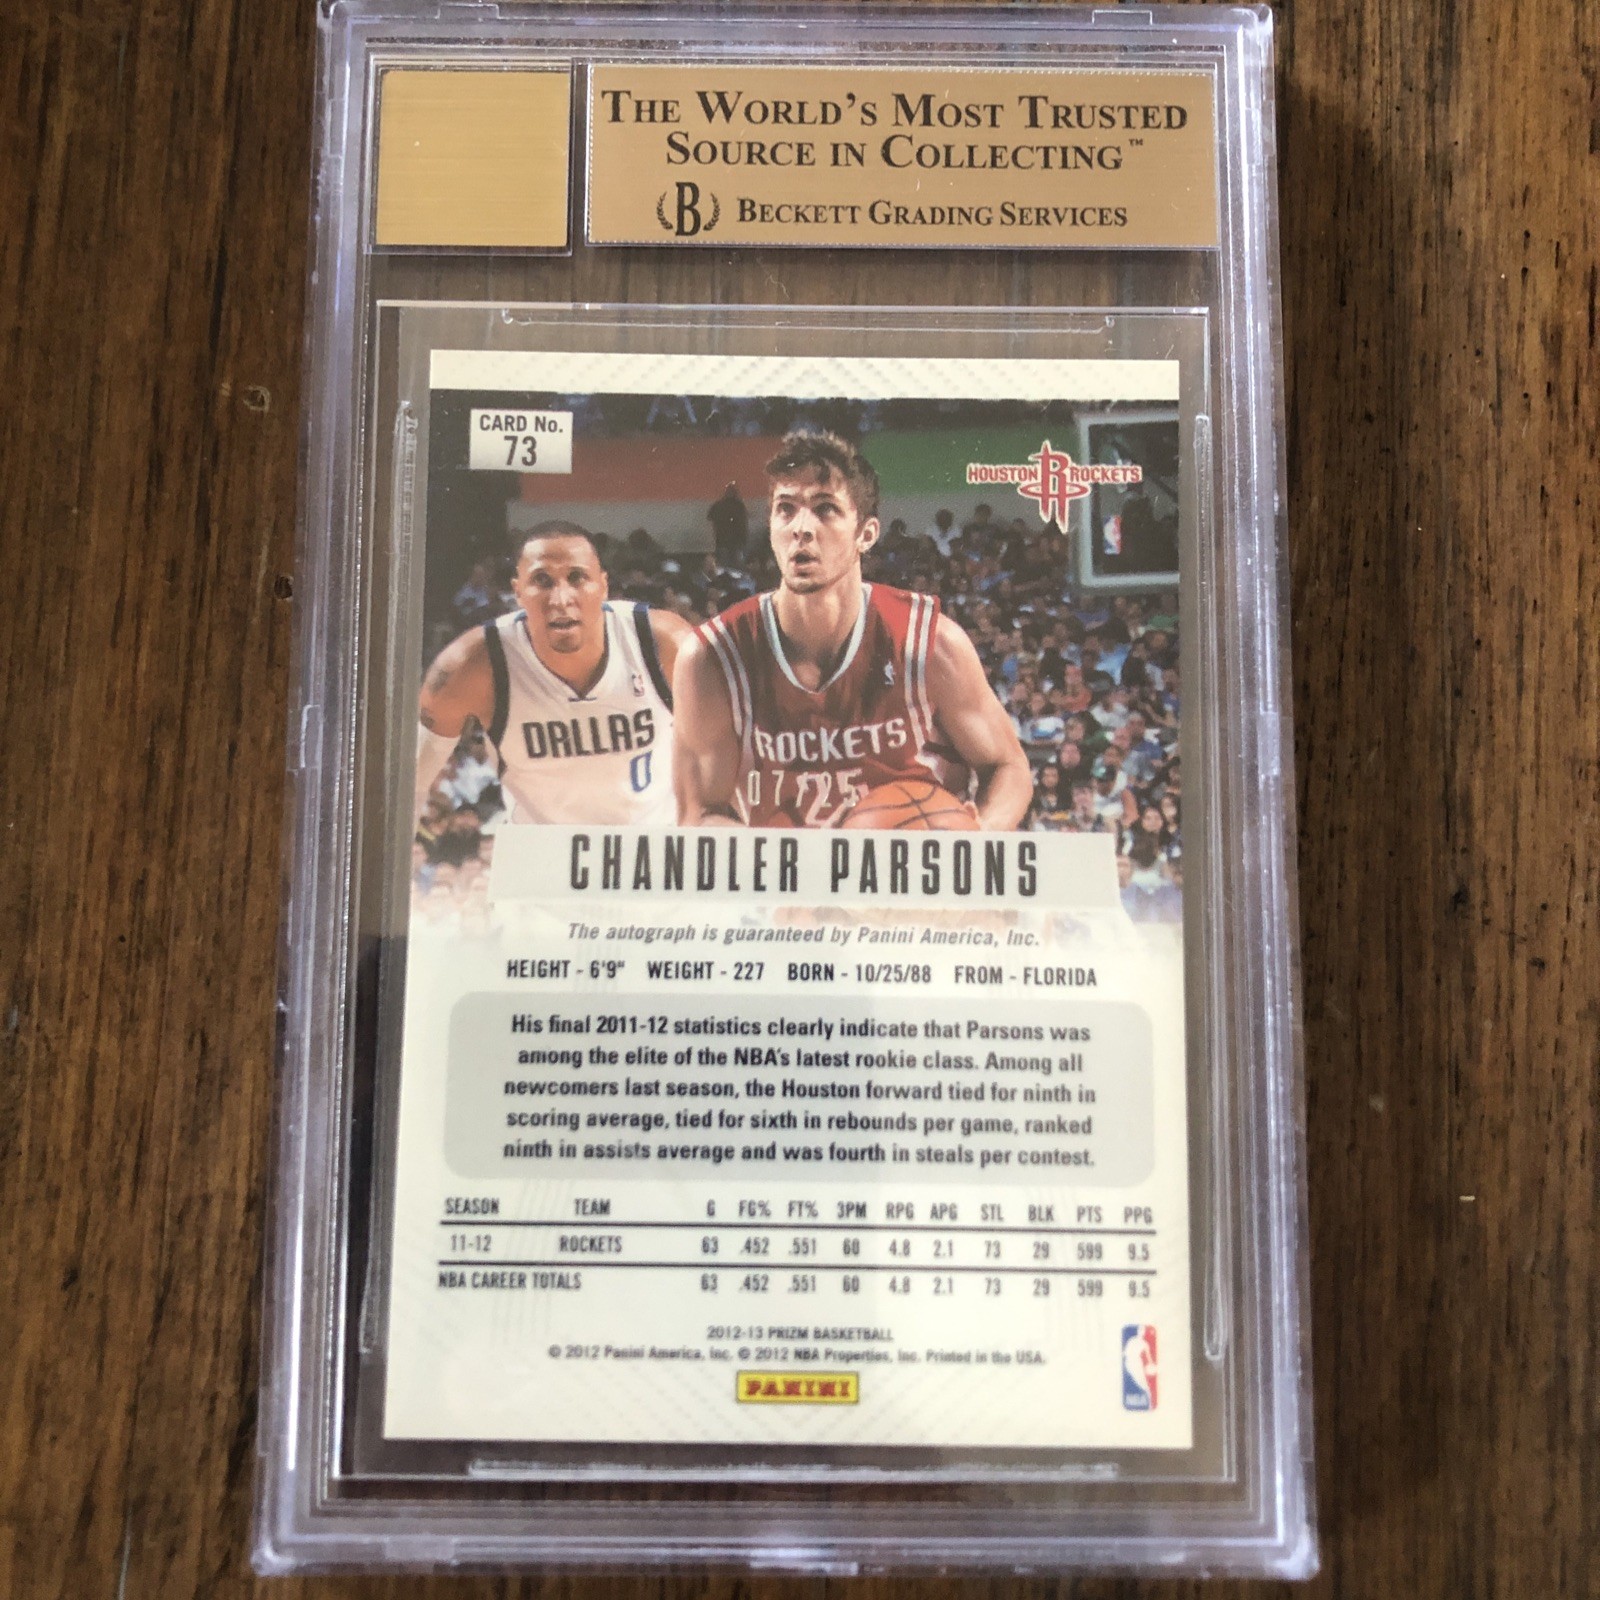 THE WORLD'S MOST TRUSTED
SOURCE IN COLLECTING™
B BECKETT GRADING SERVICES
CARD No.
73
HOUSTON R ROCKETS
DALLAS
0
ROCKETS
07/25
CHANDLER PARSONS
The autograph is guaranteed by Panini America, Inc.
HEIGHT - 6'9" WEIGHT - 227 BORN - 10/25/88 FROM - FLORIDA
His final 2011-12 statistics clearly indicate that Parsons was
among the elite of the NBA's latest rookie class. Among all
newcomers last season, the Houston forward tied for ninth in
scoring average, tied for sixth in rebounds per game, ranked
ninth in assists average and was fourth in steals per contest.
SEASON TEAM G FG% FT% 3PM RPG APG STL BLK PTS PPG
11-12 ROCKETS 63 .452 .551 60 4.8 2.1 73 29 599 9.5
NBA CAREER TOTALS 63 .452 .551 60 4.8 2.1 73 29 599 9.5
2012-13 PRIZM BASKETBALL
© 2012 Panini America, Inc. © 2012 NBA Properties, Inc. Printed in the USA.
PANINI
NBA